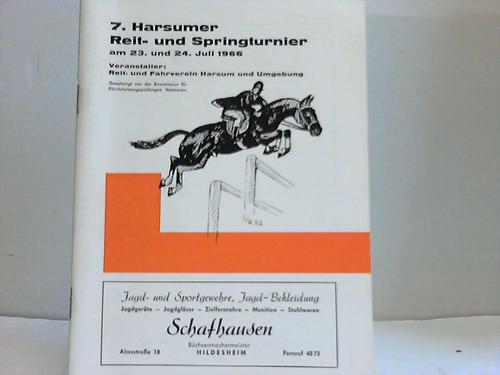 7. Harsumer
Reit- und Springturnier
am 23. und 24. Juli 1966
Veranstalter:
Reit- und Fahrverein Harsum und Umgebung
Genehmigt von der Kommission für
Pferdeleistungsprüfungen Hannover.
Jagd- und Sportgewehre, Jagd-Bekleidung
Jagdgeräte – Jagdgläser – Zielfernrohre – Munition – Stahlwaren
Schafhausen
Büchsenmachermeister
Almsstraße 18 HILDESHEIM Fernruf 4073